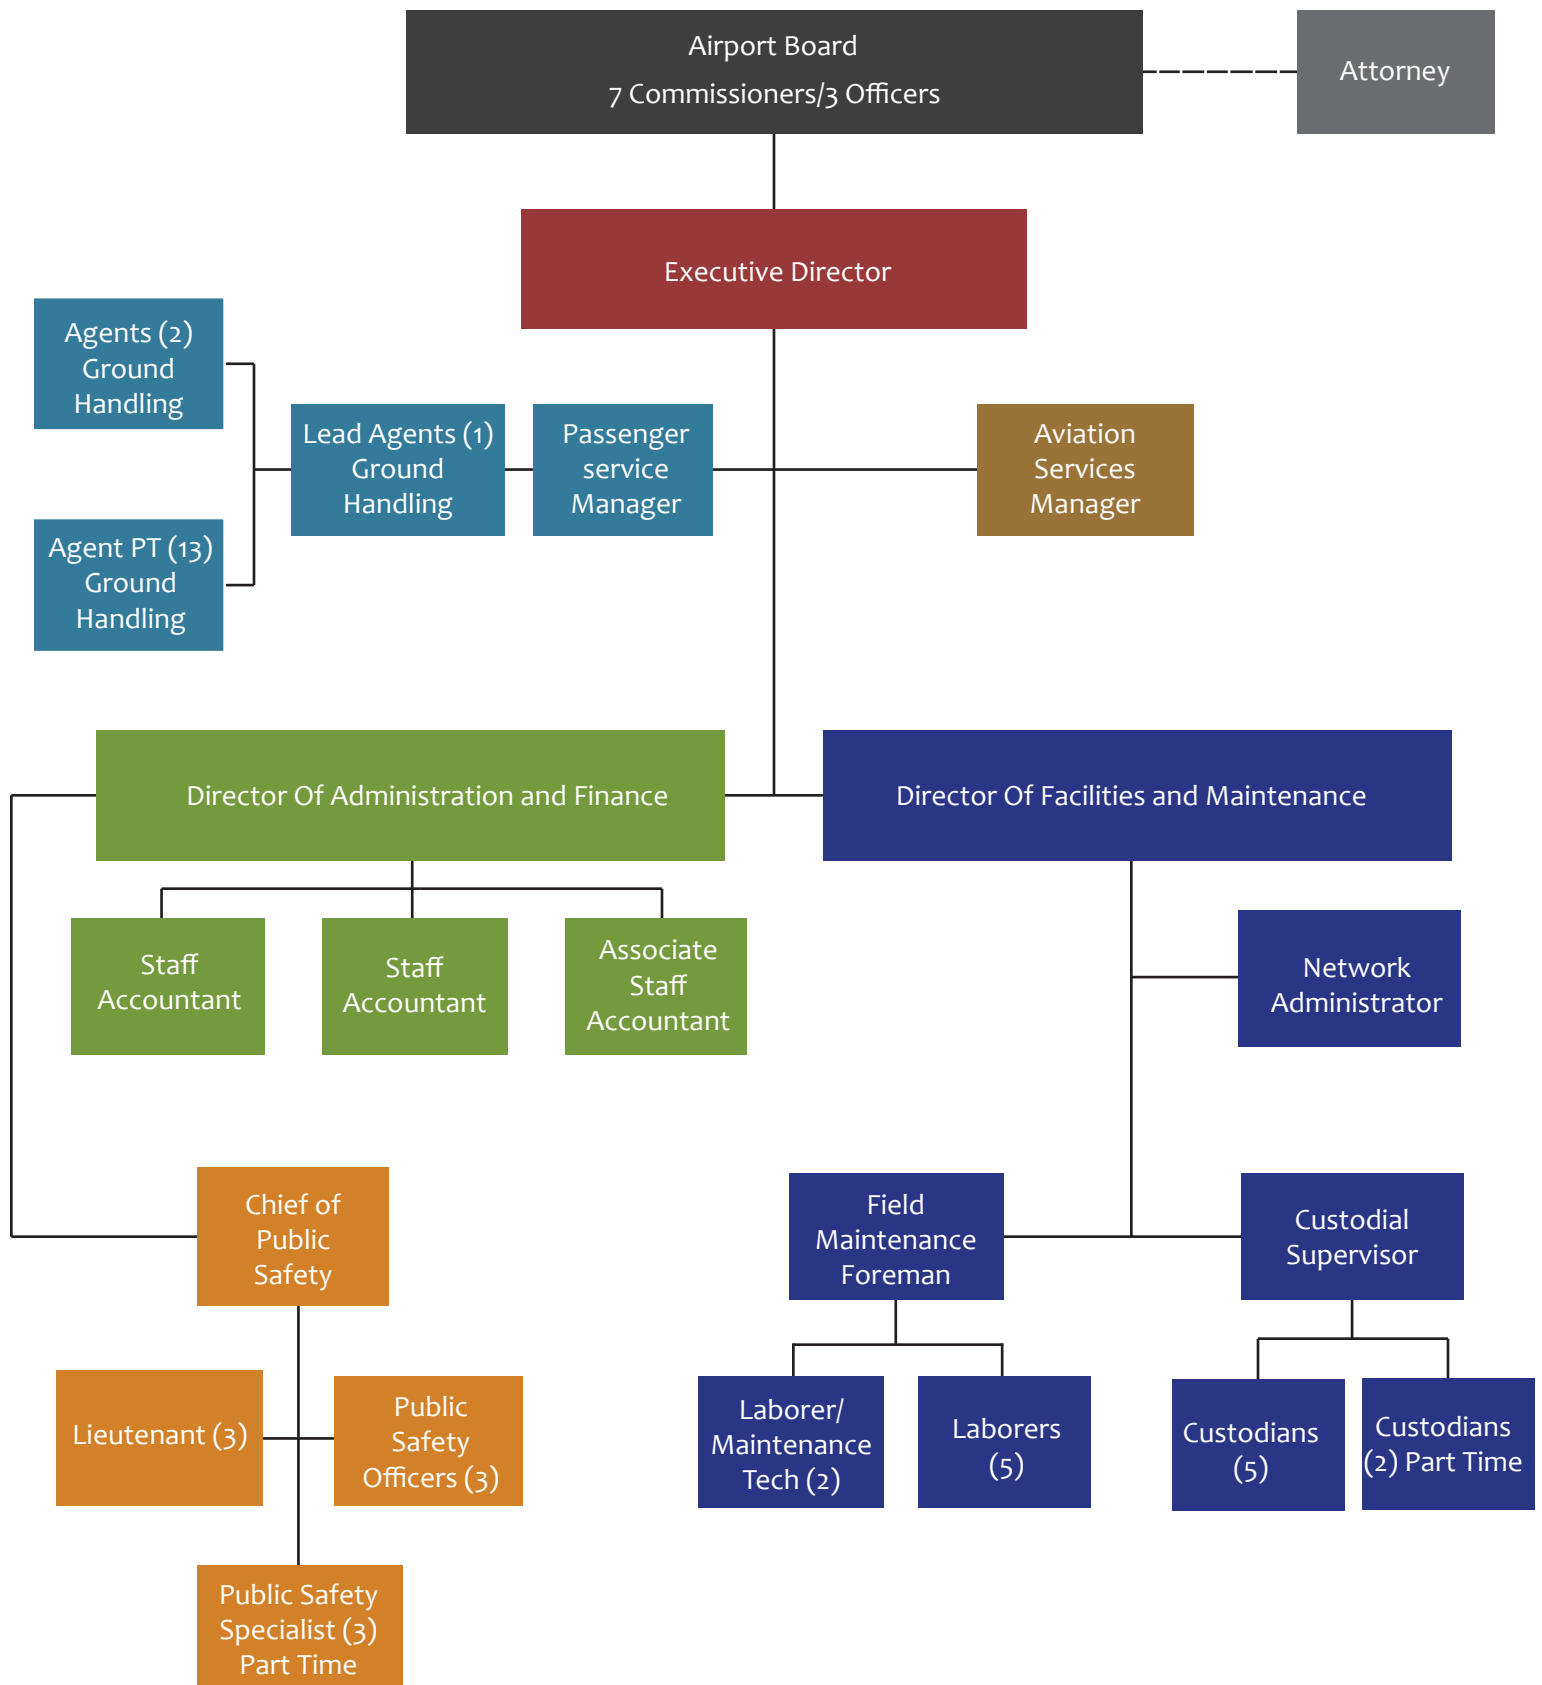 Airport Board
7 Commissioners/3 Officers
Attorney
Executive Director
Agents (2)
Ground
Handling
Lead Agents (1)
Ground
Handling
Passenger
service
Manager
Aviation
Services
Manager
Agent PT (13)
Ground
Handling
Director Of Administration and Finance
Director Of Facilities and Maintenance
Staff
Accountant
Staff
Accountant
Associate
Staff
Accountant
Network
Administrator
Chief of
Public
Safety
Field
Maintenance
Foreman
Custodial
Supervisor
Lieutenant (3)
Public
Safety
Officers (3)
Laborer/
Maintenance
Tech (2)
Laborers
(5)
Custodians
(5)
Custodians
(2) Part Time
Public Safety
Specialist (3)
Part Time